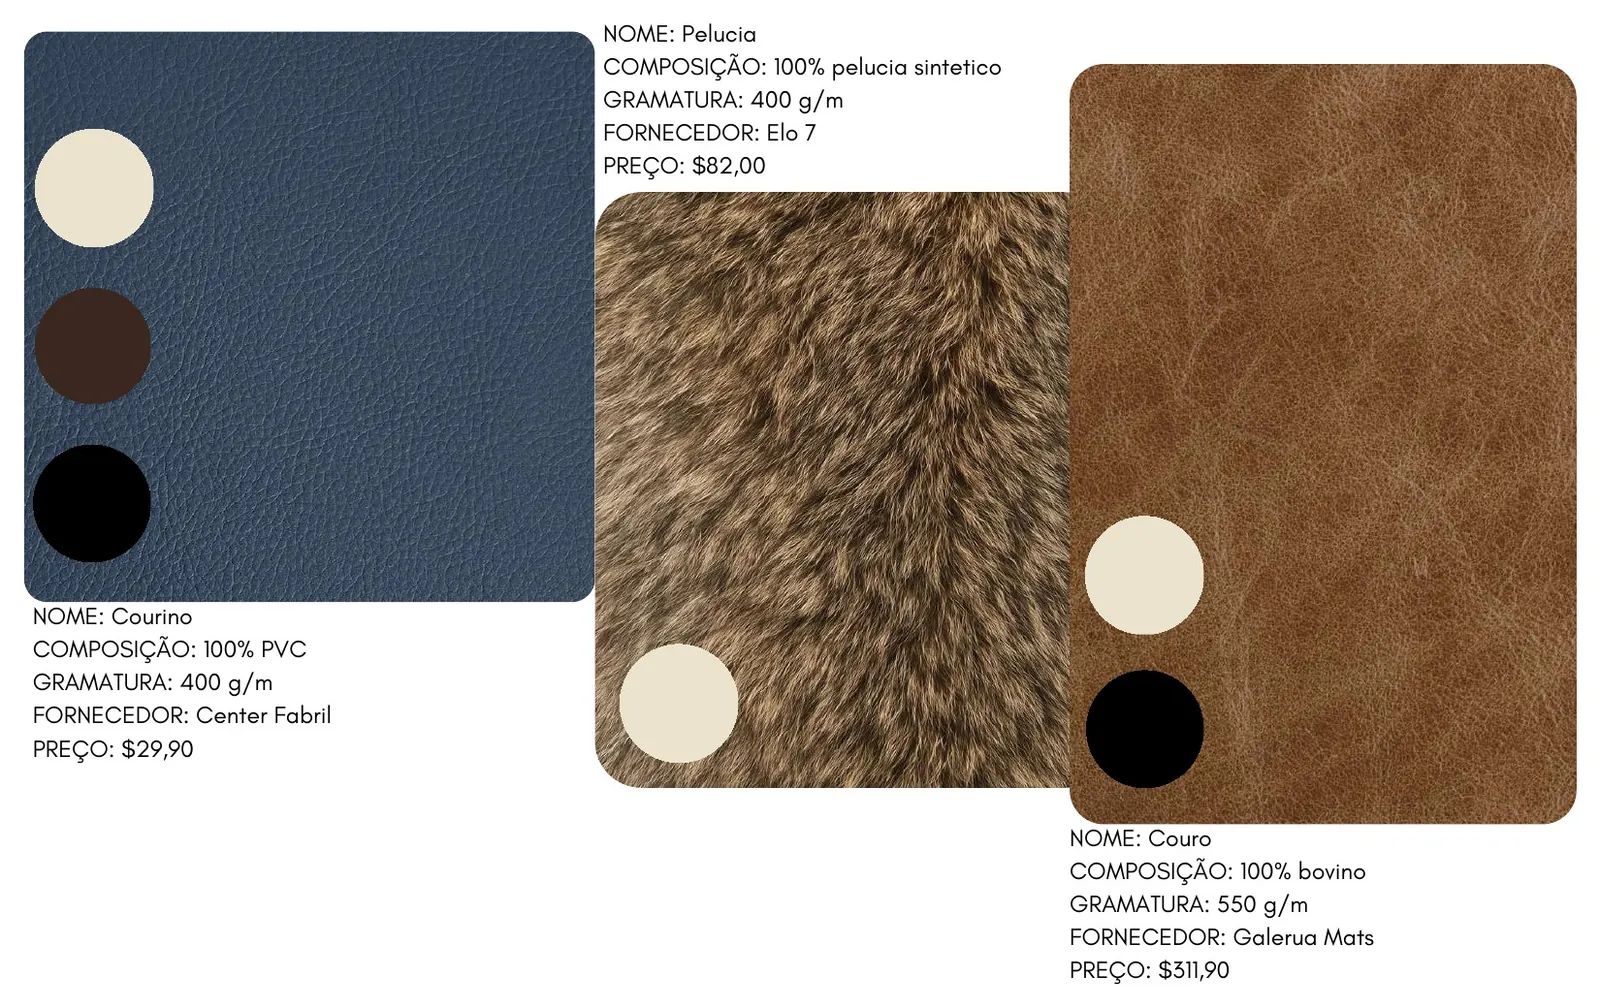 NOME: Pelucia
COMPOSIÇÃO: 100% pelucia sintetico
GRAMATURA: 400 g/m
FORNECEDOR: Elo 7
PREÇO: $82,00
NOME: Courino
COMPOSIÇÃO: 100% PVC
GRAMATURA: 400 g/m
FORNECEDOR: Center Fabril
PREÇO: $29,90
NOME: Couro
COMPOSIÇÃO: 100% bovino
GRAMATURA: 550 g/m
FORNECEDOR: Galerua Mats
PREÇO: $311,90